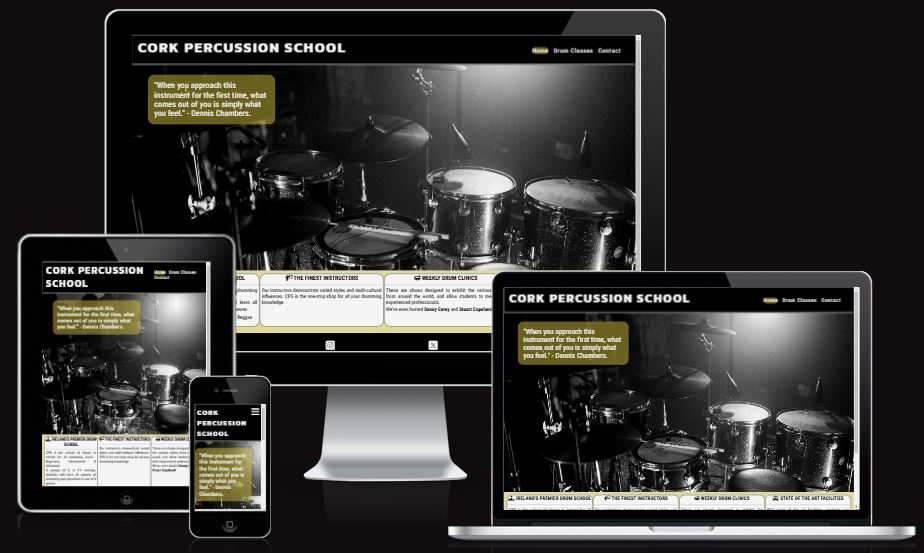 CORK PERCUSSION SCHOOL
Home Drum Classes Contact
"When you approach this
instrument for the first time, what
comes out of you is simply what
you feel." - Dennis Chambers.
THE FINEST INSTRUCTORS
Our instructors demonstrate varied styles and multi-cultural
influences. CPS is the one-stop-shop for all your drumming
knowledge.
WEEKLY DRUM CLINICS
These are shows designed to exhibit the various
from around the world, and allow students to me
experienced professionals.
We've even hosted Danny Carey and Stuart Copeland
OOL
drumming
learn all
Reggae
CORK PERCUSSION
SCHOOL
Home Drum Classes
Contact
"When you approach this
instrument for the first time, what
comes out of you is simply what
you feel." - Dennis Chambers.
IRELAND'S PREMIER DRUM
SCHOOL
THE FINEST INSTRUCTORS
WEEKLY DRUM C
CORK
PERCUSSION
SCHOOL
"When you approach
this instrument for
the first time, what
comes out of you is
simply what you
feel." - Dennis
Chambers.
CORK PERCUSSION SCHOOL
Home Drum Classes Contact
"When you approach this
instrument for the first time, what
comes out of you is simply what
you feel." - Dennis Chambers.
IRELAND'S PREMIER DRUM SCHOOL
THE FINEST INSTRUCTORS
WEEKLY DRUM CLINICS
STATE OF THE ART FACILITIES